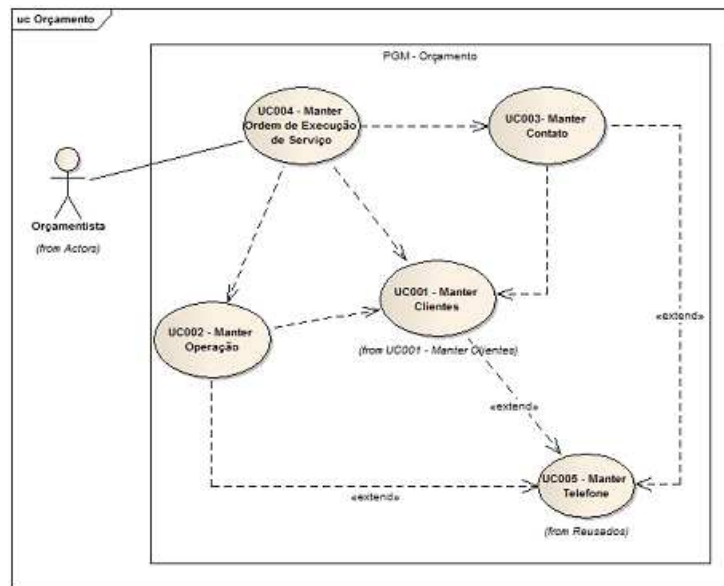 uc Orçamento
PGM - Orçamento
UC004 - Manter
Ordem de Execução
de Serviço
UC003- Manter
Contato
Orçamentista
(from Actors)
UC001 - Manter
Clientes
(from UC001 - Manter Clientes)
UC002 - Manter
Operação
«extend»
«extend»
«extend»
UC005 - Manter
Telefone
(from Reusados)